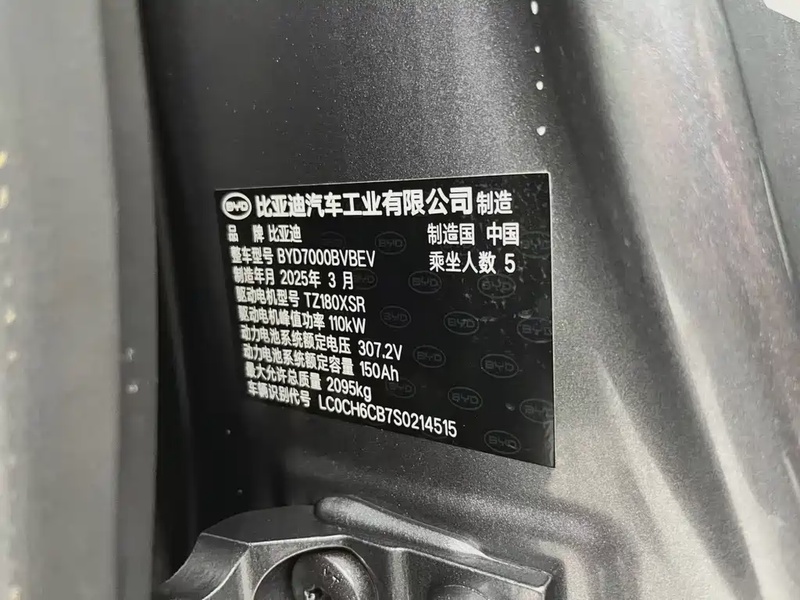 BYD 比亚迪汽车工业有限公司 制造
品 牌 比亚迪 制造国 中国
整车型号 BYD7000BVBEV 乘坐人数 5
制造年月 2025年 3 月
驱动电机型号 TZ180XSR
驱动电机峰值功率 110kW
动力电池系统额定电压 307.2V
动力电池系统额定容量 150Ah
最大允许总质量 2095kg
车辆识别代号 LC0CH6CB7S0214515